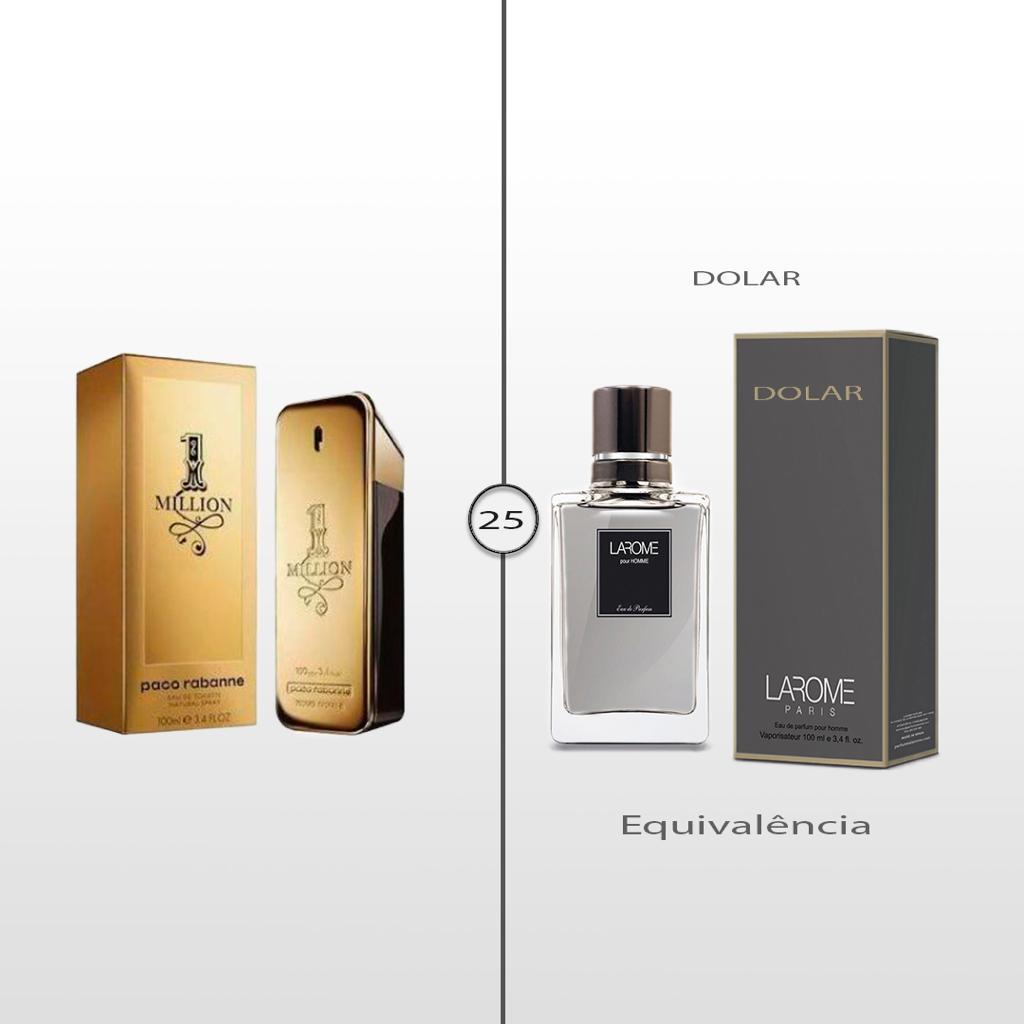 1
MILLION
paco rabanne
EAU DE TOILETTE
NATURAL SPRAY
100ml e 3.4 FL.OZ
1
MILLION
paco rabanne
25
DOLAR
LAROME
pour HOMME
Eau de Parfum
DOLAR
LAROME
PARIS
Eau de parfum pour homme
Vaporisateur 100 ml e 3,4 fl. oz.
Equivalência